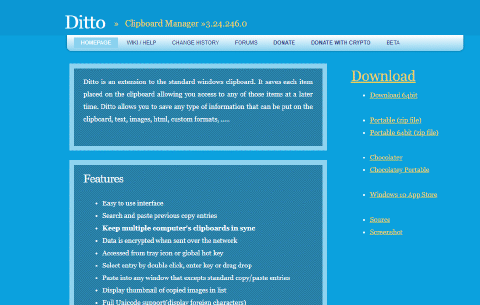 Ditto » Clipboard Manager »3.24.246.0
HOMEPAGE WIKI / HELP CHANGE HISTORY FORUMS DONATE DONATE WITH CRYPTO BETA
Ditto is an extension to the standard windows clipboard. It saves each item
placed on the clipboard allowing you access to any of those items at a later
time. Ditto allows you to save any type of information that can be put on the
clipboard, text, images, html, custom formats, .....
Features
Easy to use interface
Search and paste previous copy entries
Keep multiple computer's clipboards in sync
Data is encrypted when sent over the network
Accessed from tray icon or global hot key
Select entry by double click, enter key or drag drop
Paste into any window that excepts standard copy/paste entries
Display thumbnail of copied images in list
Full Unicode support(display foreign characters)
Download
Download 64bit
Portable (zip file)
Portable 64bit (zip file)
Chocolatey
Chocolatey Portable
Windows 10 App Store
Source
Screenshot